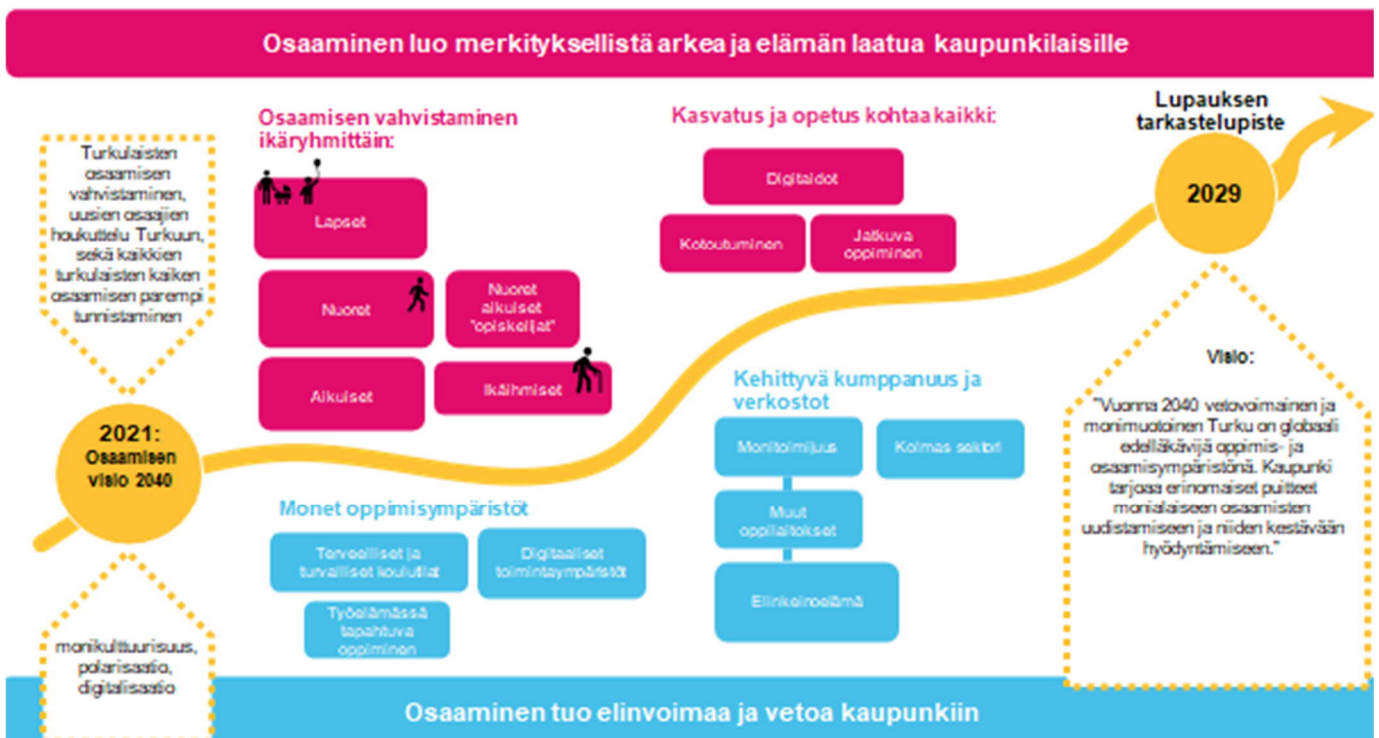 Osaaminen luo merkityksellistä arkea ja elämän laatua kaupunkilaisille
Turkulaisten
osaamisen
vahvistaminen,
uusien osaajien
houkuttelu Turkuun,
sekä kaikkien
turkulaisten kaiken
osaamisen parempi
tunnistaminen
2021:
Osaamisen
visio 2040
monikulttuurisuus,
polarisaatio,
digitalisaatio
Osaamisen vahvistaminen
ikäryhmittäin:
Lapset
Nuoret
Nuoret
aikuiset
"opiskelijat"
Aikuiset
Ikäihmiset
Kasvatus ja opetus kohtaa kaikki:
Digitaidot
Kotoutuminen
Jatkuva
oppiminen
Monet oppimisympäristöt
Terveelliset ja
turvalliset koulutilat
Digitaaliset
toimintaympäristöt
Työelämässä
tapahtuva
oppiminen
Kehittyvä kumppanuus ja
verkostot
Monitoimijuus
Kolmas sektori
Muut
oppilaitokset
Elinkeinoelämä
Lupauksen
tarkastelupiste
2029
Visio:
"Vuonna 2040 vetovoimainen ja
monimuotoinen Turku on globaali
edelläkävijä oppimis- ja
osaamisympäristönä. Kaupunki
tarjoaa erinomaiset puitteet
monialaiseen osaamisten
uudistamiseen ja niiden kestävään
hyödyntämiseen."
Osaaminen tuo elinvoimaa ja vetoa kaupunkiin